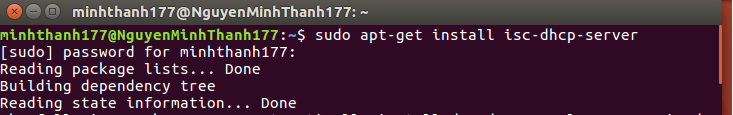 minhthanh177@NguyenMinhThanh177: ~
minhthanh177@NguyenMinhThanh177:~$ sudo apt-get install isc-dhcp-server
[sudo] password for minhthanh177:
Reading package lists... Done
Building dependency tree
Reading state information... Done